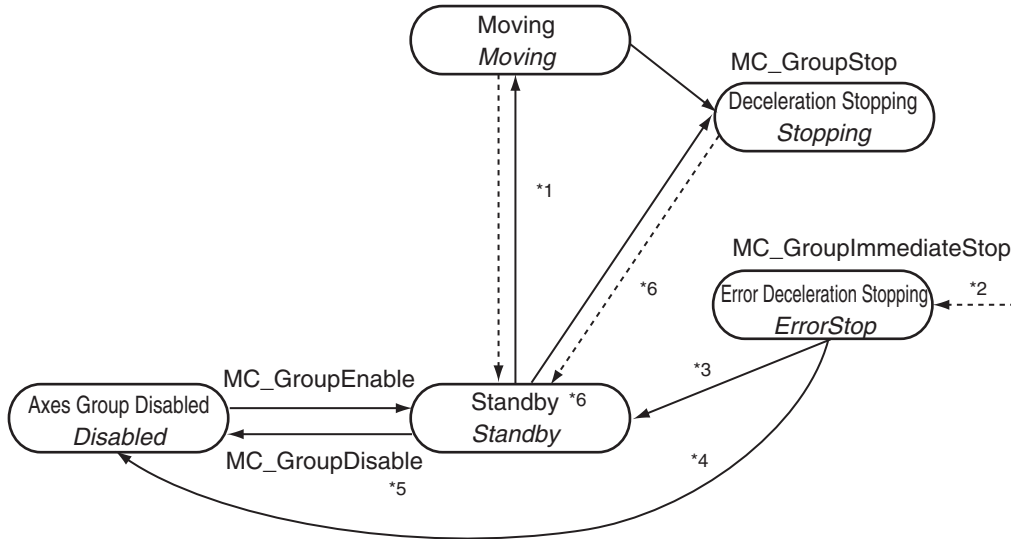 Moving
Moving
MC_GroupStop
Deceleration Stopping
Stopping
*1
MC_GroupImmediateStop
*6
Error Deceleration Stopping
*2
ErrorStop
*3
MC_GroupEnable
Axes Group Disabled
Disabled
Standby *6
Standby
MC_GroupDisable
*4
*5